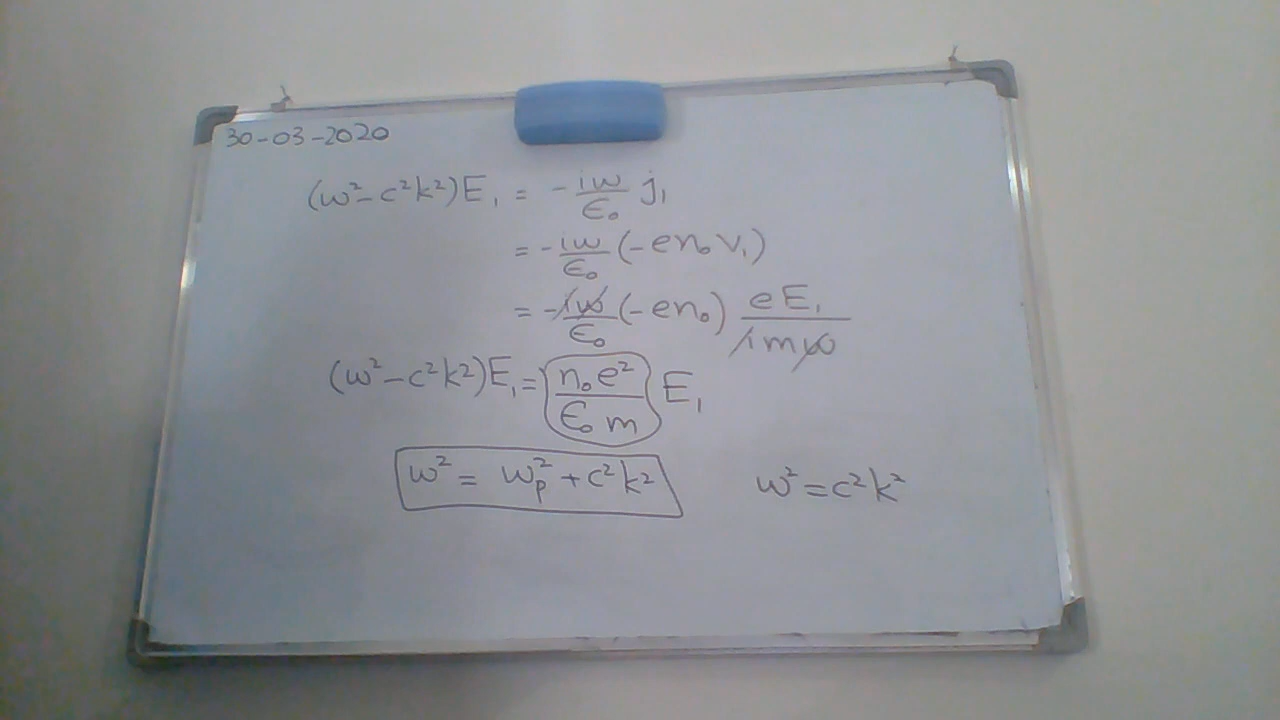 30-03-2020
(ω²-c²k²)E₁ = -iω/ϵ₀ j₁
= -iω/ϵ₀ (-en₀v₁)
= -iω/ϵ₀ (-en₀) eE₁/imω
(ω²-c²k²)E₁ = n₀e²/ϵ₀m E₁
ω² = ωₚ² + c²k² ω² = c²k²